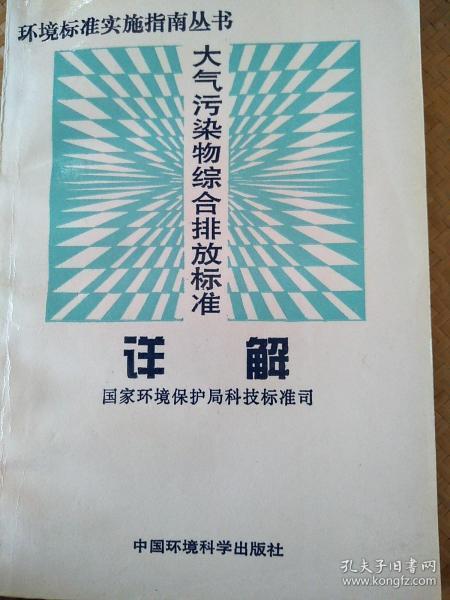 环境标准实施指南丛书
大气污染物综合排放标准
详解
国家环境保护局科技标准司
中国环境科学出版社
孔夫子旧书网
www.kongfz.com